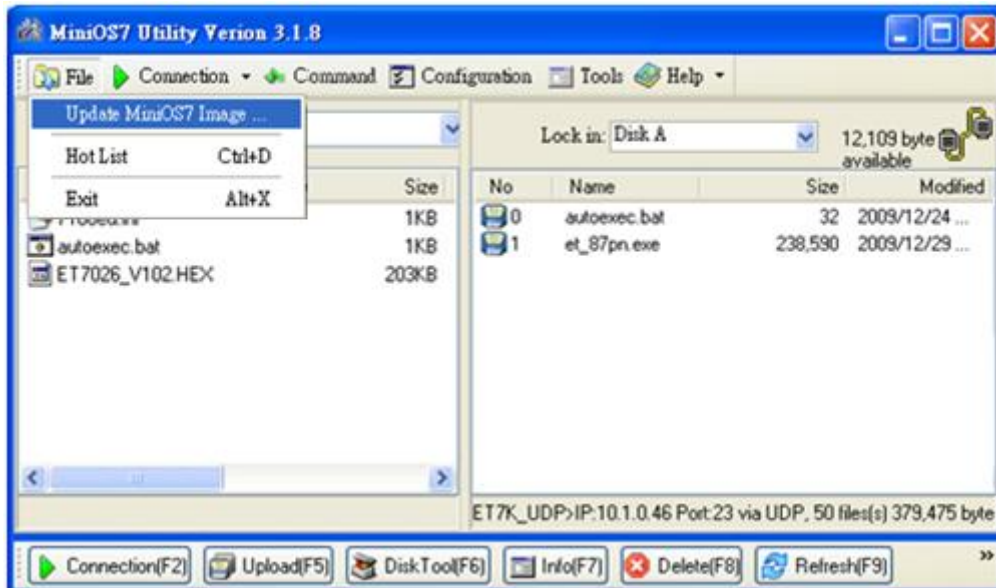 MiniOS7 Utility Verion 3.1.8
File Connection Command Configuration Tools Help
Update MiniOS7 Image ...
Hot List Ctrl+D
Exit Alt+X
Lock in: Disk A
12,109 byte available
Size
1KB
autoexec.bat 1KB
ET7026_V102.HEX 203KB
No Name Size Modified
0 autoexec.bat 32 2009/12/24 ...
1 et_87pn.exe 238,590 2009/12/29 ...
ET7K_UDP>IP:10.1.0.46 Port:23 via UDP, 50 files(s) 379,475 byte
Connection(F2) Upload(F5) DiskTool(F6) Info(F7) Delete(F8) Refresh(F9) »